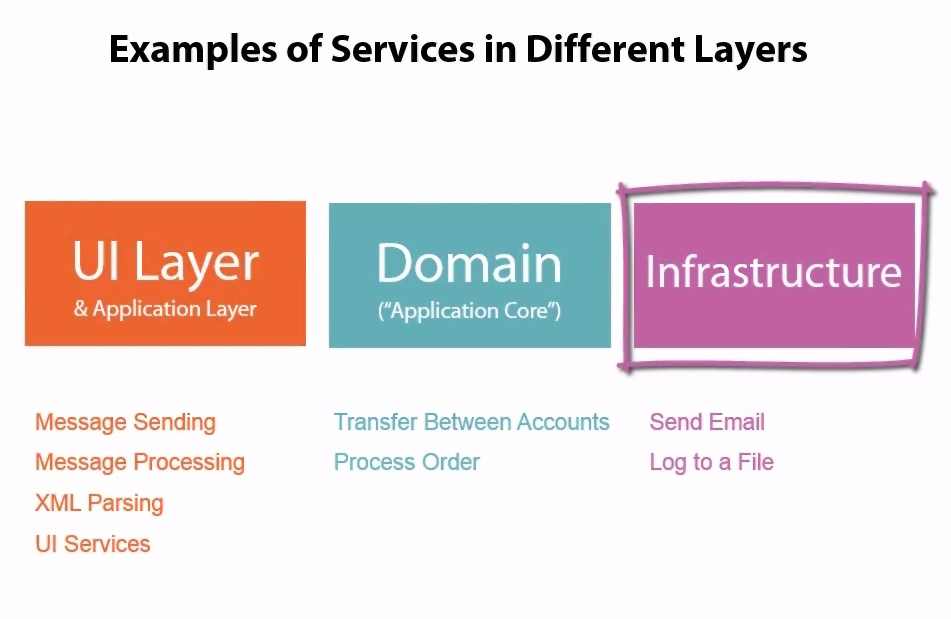 Examples of Services in Different Layers
UI Layer
& Application Layer
Domain
(“Application Core”)
Infrastructure
Message Sending
Message Processing
XML Parsing
UI Services
Transfer Between Accounts
Process Order
Send Email
Log to a File